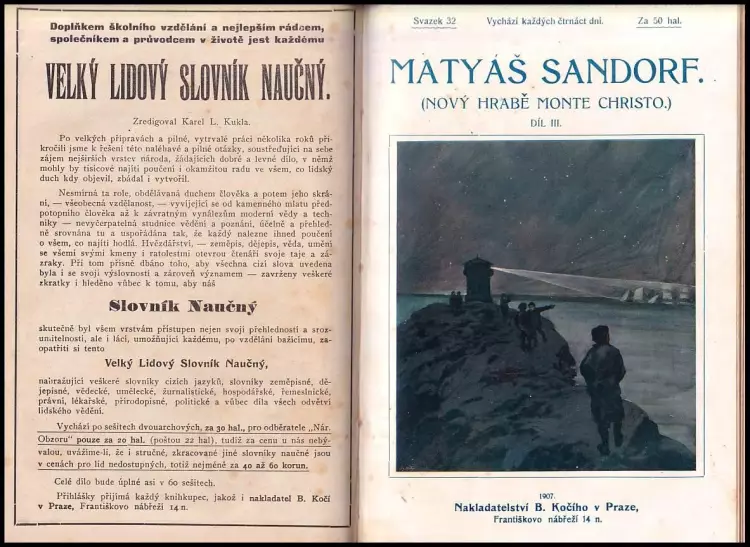 Doplňkem školního vzdělání a nejlepším rádcem,
společníkem a průvodcem v životě jest každému
VELKÝ LIDOVÝ SLOVNÍK NAUČNÝ.
Zredigoval Karel L. Kukla.
Po velkých přípravách a pilné, vytrvalé práci několika roků při-
kročili jsme k řešení této naléhavé a pilné otázky, soustřeďující na sebe
zájem nejširších vrstev národa, žádajících dobré a levné dílo, v němž
mohly by tisícové najíti poučení i okamžitou radu ve všem, co lidský
duch kdy objevil, zbádal i vytvořil.
Nesmírná ta role, obdělávaná duchem člověka a potem jeho skrá-
ní, — všeobecná vzdělanost, — vyvíjející se od kamenného mlatu před-
potopního člověka až k závratným vynálezům moderní vědy a tech-
niky — nevyčerpatelná studnice vědění a poznání, účelně a přehled-
ně srovnána tu a uspořádána tak, že každý nalezne ihned poučení
o všem, co najíti hodlá. Hvězdářství, — zeměpis, dějepis, věda, umění
se všemi svými kmeny i ratolestmi otevrou čtenáři svoje taje a zá-
zraky. Při tom přísně dbáno toho, aby všechna cizí slova uvedena
byla i se svojí výslovností a zároveň významem — zavrženy veškeré
zkratky i hleděno vůbec k tomu, aby náš
Slovník Naučný
skutečně byl všem vrstvám přístupen nejen svojí přehledností a sroz-
umitelností, ale i lácí, umožňující každému, po vzdělání bažícímu, za-
opatřiti si tento
Velký Lidový Slovník Naučný,
nahražující veškeré slovníky cizích jazyků, slovníky zeměpisné, dě-
jepisné, vědecké, umělecké, žurnalistické, hospodářské, řemeslnické,
právní, lékařské, přírodopisné, politické a vůbec díla všech odvětví
lidského vědění.
Vychází po sešitech dvouarchových, za 30 hal., pro odběratele „Nár.
Obzoru“ pouze za 20 hal. (poštou 22 hal), tudíž za cenu u nás neby-
valou, uvážíme-li, že i stručné, zkracované jiné slovníky naučné jsou
v cenách pro lid nedostupných, totiž nejméně za 40 až 60 korun.
Celé dílo bude úplné asi v 60 sešitech.
Přihlášky přijímá každý knihkupec, jakož i nakladatel B. Kočí
v Praze, Františkovo nábřeží 14 n.
Svazek 32 Vychází každých čtrnáct dní. Za 50 hal.
MATYÁŠ SANDORF.
(NOVÝ HRABĚ MONTE CHRISTO.)
DÍL III.
1907.
Nakladatelství B. Kočího v Praze,
Františkovo nábřeží 14 n.